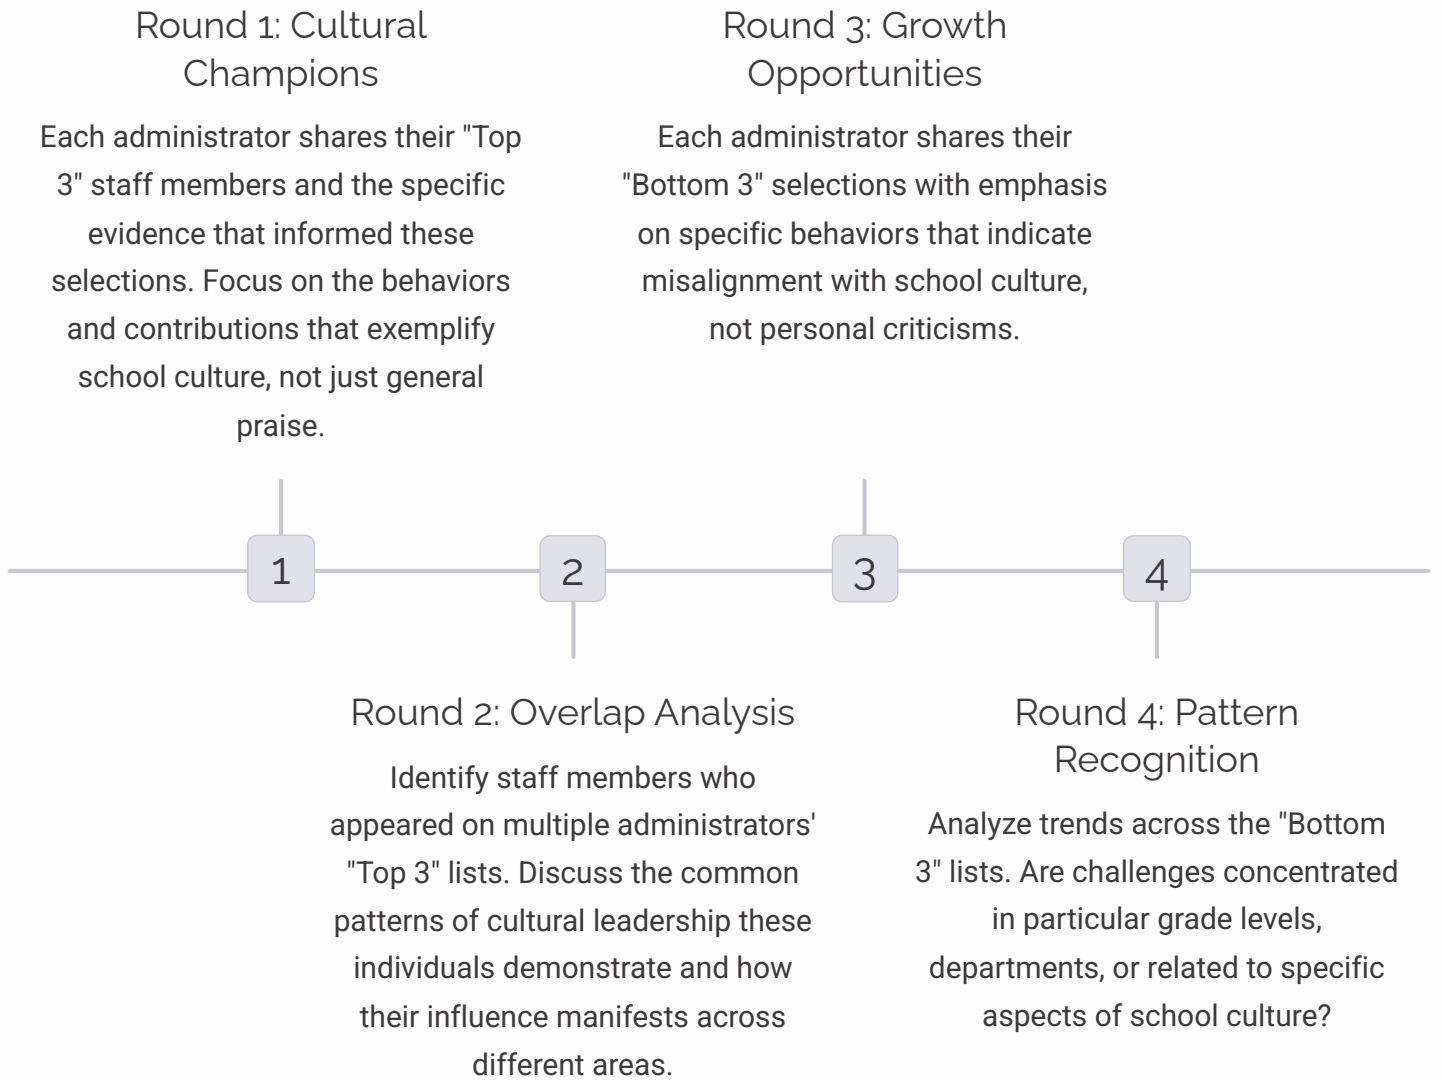 Round 1: Cultural
Champions
Each administrator shares their "Top
3" staff members and the specific
evidence that informed these
selections. Focus on the behaviors
and contributions that exemplify
school culture, not just general
praise.
Round 3: Growth
Opportunities
Each administrator shares their
"Bottom 3" selections with emphasis
on specific behaviors that indicate
misalignment with school culture,
not personal criticisms.
1
2
3
4
Round 2: Overlap Analysis
Identify staff members who
appeared on multiple administrators'
"Top 3" lists. Discuss the common
patterns of cultural leadership these
individuals demonstrate and how
their influence manifests across
different areas.
Round 4: Pattern
Recognition
Analyze trends across the "Bottom
3" lists. Are challenges concentrated
in particular grade levels,
departments, or related to specific
aspects of school culture?